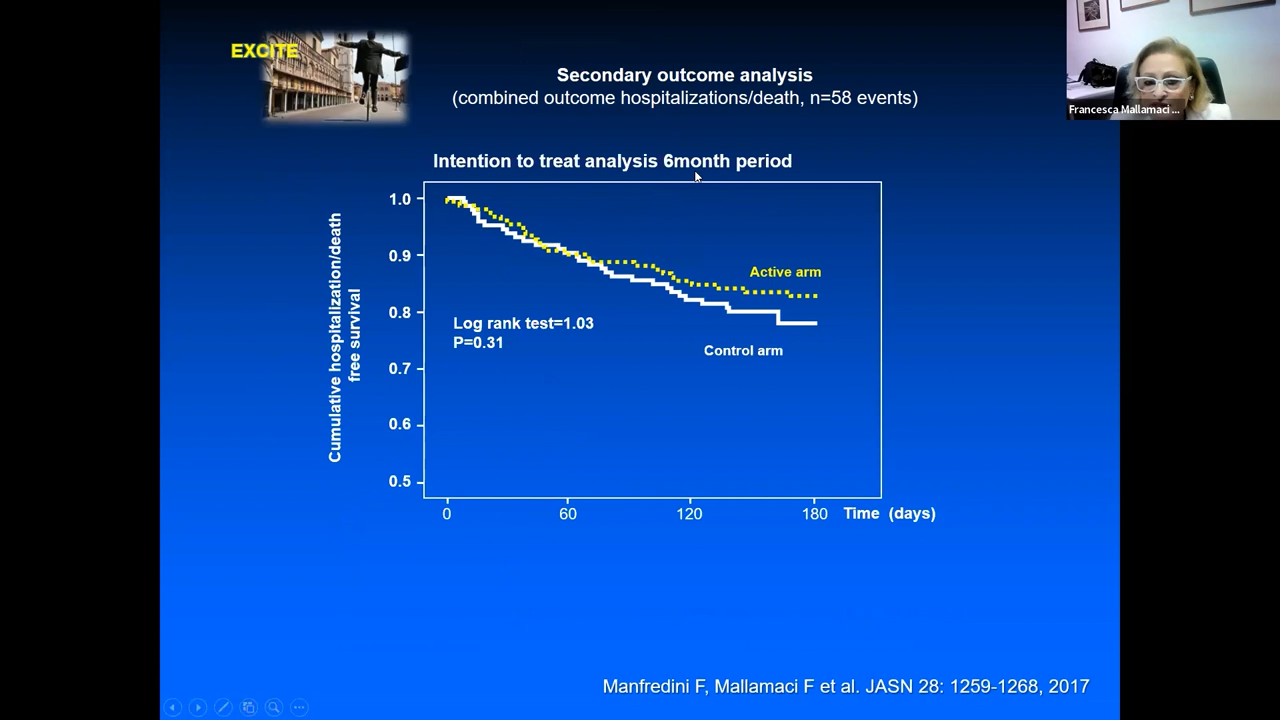 EXCITE
Secondary outcome analysis
(combined outcome hospitalizations/death, n=58 events)
Francesca Mallamaci ...
Intention to treat analysis 6month period
Cumulative hospitalization/death
free survival
1.0
0.9
0.8
0.7
0.6
0.5
Active arm
Log rank test=1.03
P=0.31
Control arm
0
60
120
180
Time (days)
Manfredini F, Mallamaci F et al. JASN 28: 1259-1268, 2017